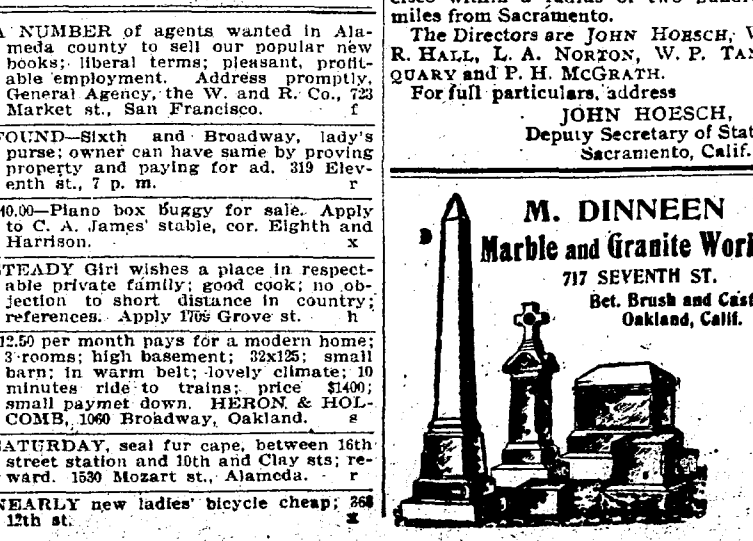 A NUMBER of agents wanted in Ala-
meda county to sell our popular new
books; liberal terms; pleasant, profit-
able employment. Address promptly,
General Agency, the W. and R. Co., 723
Market st., San Francisco. f
FOUND—Sixth and Broadway, lady's
purse; owner can have same by proving
property and paying for ad. 319 Elev-
enth st., 7 p. m. r
10.00—Piano box buggy for sale. Apply
to C. A. James' stable, cor. Eighth and
Harrison. x
STEADY Girl wishes a place in respect-
able private family; good cook; no ob-
jection to short distance in country;
references. Apply 1709 Grove st. h
12.50 per month pays for a modern home;
3 rooms; high basement; 32x125; small
barn; in warm belt; lovely climate; 10
minutes ride to trains; price $1400;
small paymet down. HERON & HOL-
COMB, 1060 Broadway, Oakland. s
SATURDAY, seal fur cape, between 16th
street station and 10th and Clay sts; re-
ward. 1530 Mozart st., Alameda. r
NEARLY new ladies' bicycle cheap; 368
12th st. x
miles from Sacramento.
The Directors are JOHN HOESCH,
R. HALL, L. A. NORTON, W. P. TAN
QUARY and P. H. MCGRATH.
For full particulars, address
JOHN HOESCH,
Deputy Secretary of Stat
Sacramento, Calif.
M. DINNEEN
Marble and Granite Wor
717 SEVENTH ST.
Bet. Brush and Cast
Oakland, Calif.